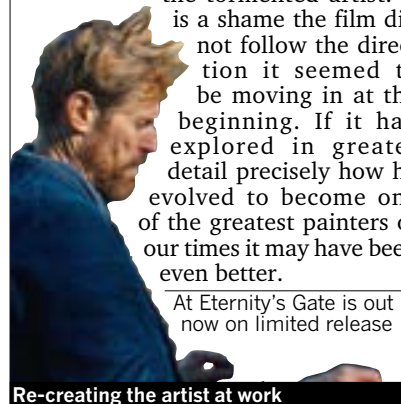 the tormented artist.
is a shame the film di
not follow the direc
tion it seemed t
be moving in at th
beginning. If it ha
explored in greate
detail precisely how h
evolved to become on
of the greatest painters o
our times it may have bee
even better.
At Eternity's Gate is out
now on limited release
Re-creating the artist at work